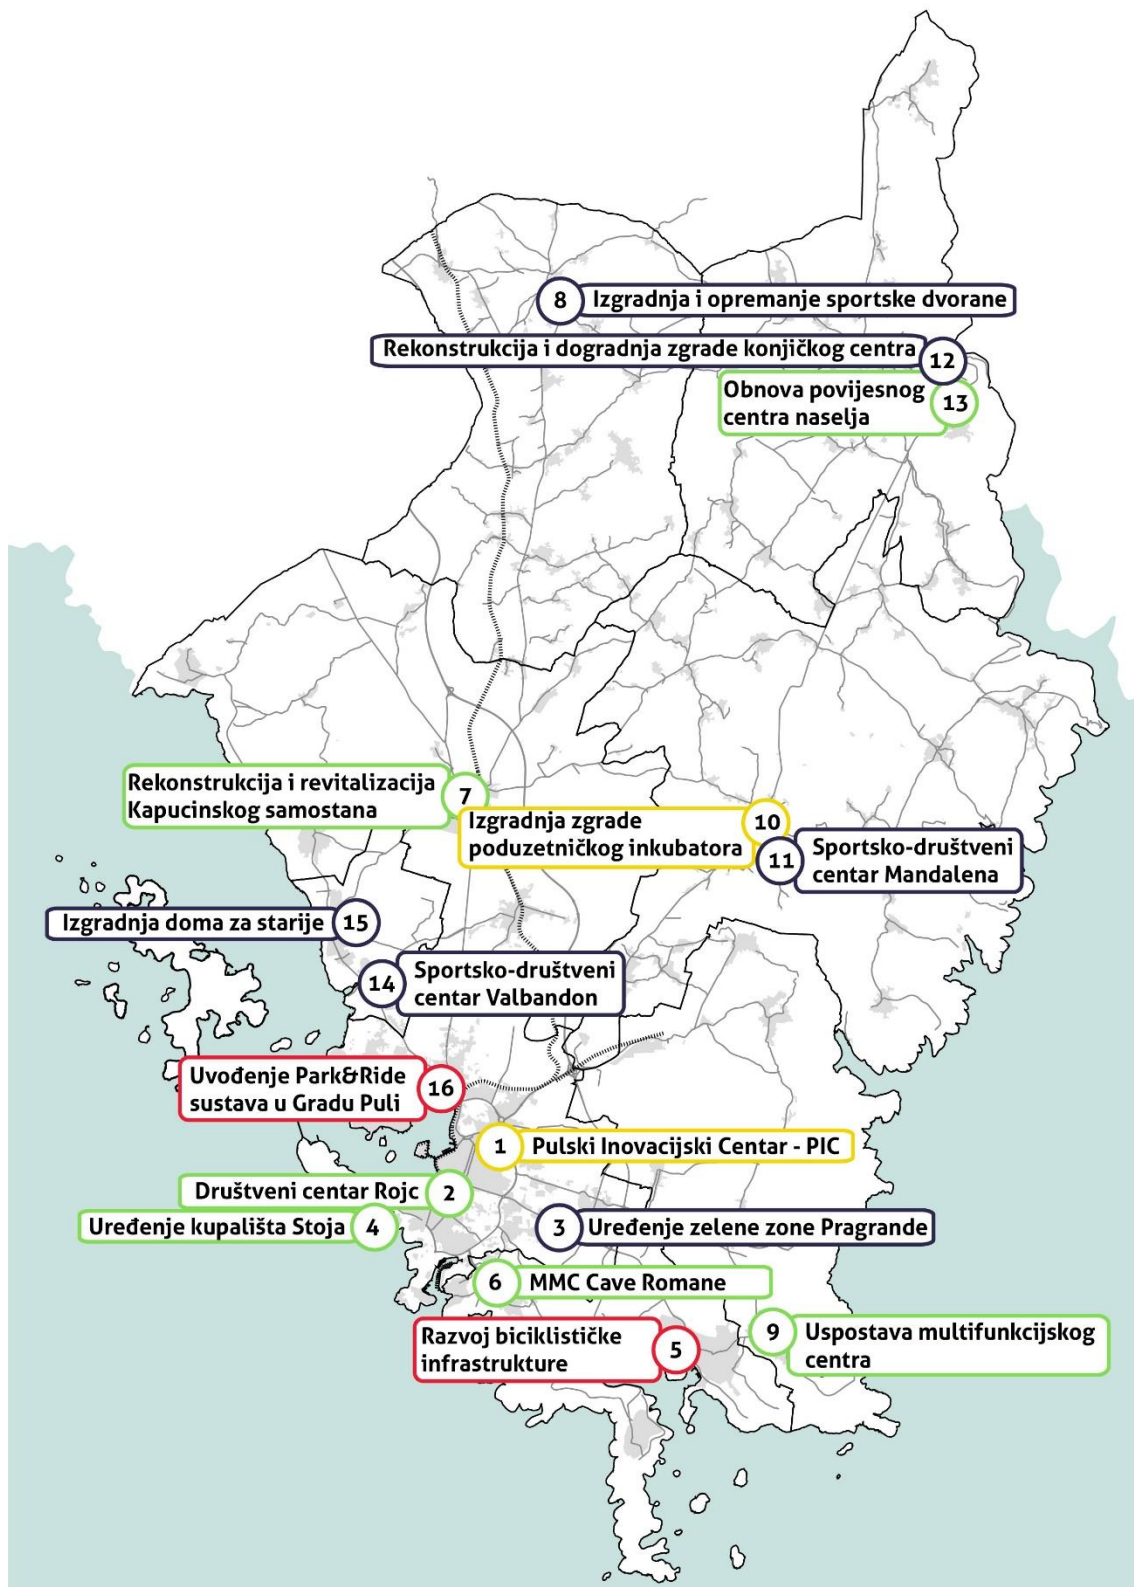 8 Izgradnja i opremanje sportske dvorane
Rekonstrukcija i dogradnja zgrade konjičkog centra 12
Obnova povijesnog
centra naselja 13
Rekonstrukcija i revitalizacija
Kapucinskog samostana 7
Izgradnja zgrade
poduzetničkog inkubatora 10
11 Sportsko-društveni
centar Mandalena
Izgradnja doma za starije 15
14 Sportsko-društveni
centar Valbandon
Uvođenje Park&Ride
sustava u Gradu Puli 16
1 Pulski Inovacijski Centar - PIC
Društveni centar Rojc 2
Uređenje kupališta Stoja 4
3 Uređenje zelene zone Pragrande
6 MMC Cave Romane
Razvoj biciklističke
infrastrukture 5
9 Uspostava multifunkcijskog
centra